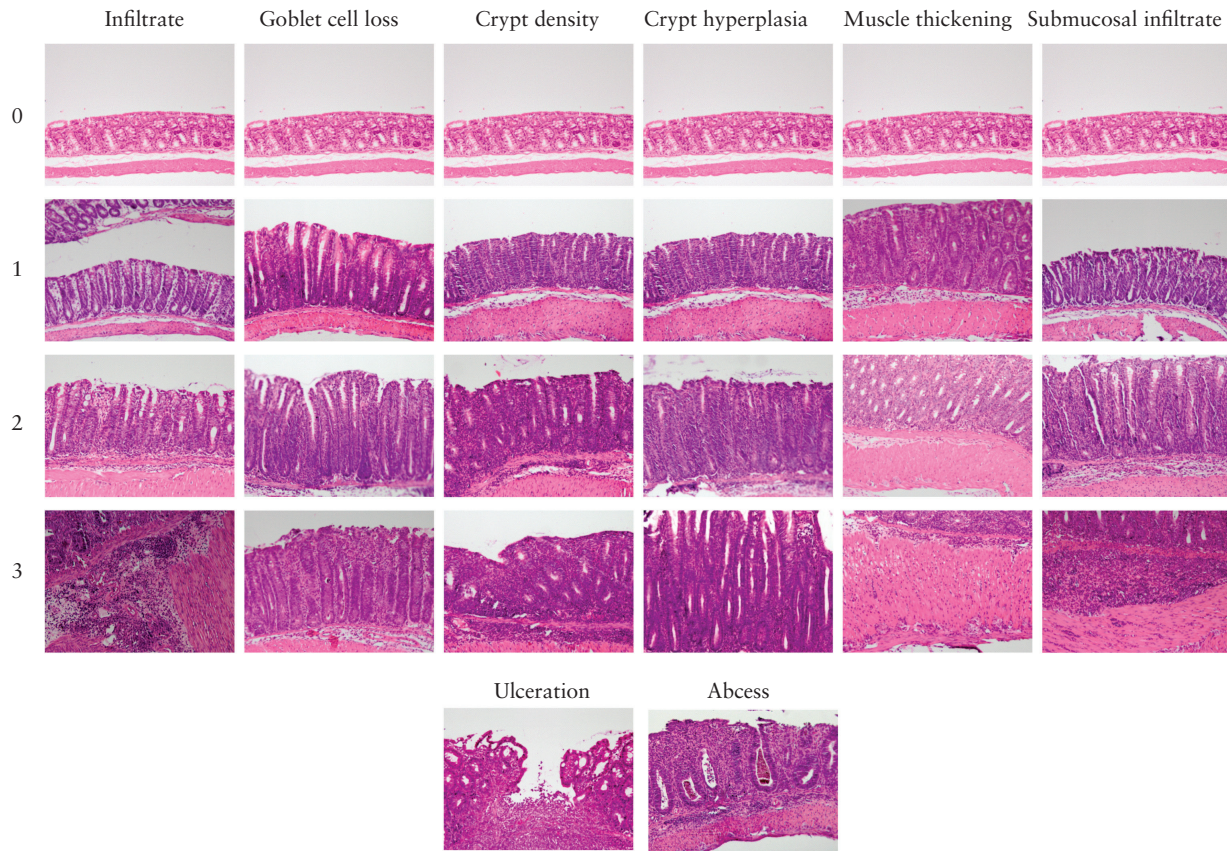 Infiltrate Goblet cell loss Crypt density Crypt hyperplasia Muscle thickening Submucosal infiltrate
0
1
2
3
Ulceration Abcess